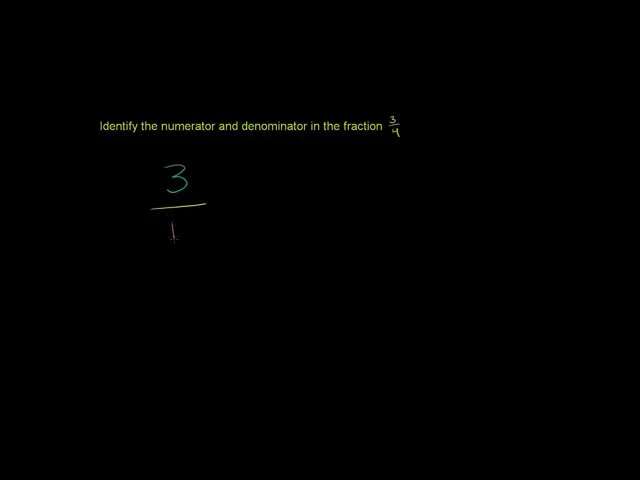 Identify the numerator and denominator in the fraction 3/4
3